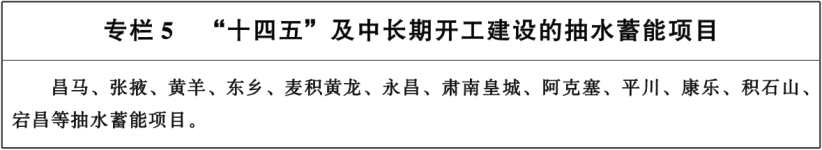 专栏 5 “十四五”及中长期开工建设的抽水蓄能项目
昌马、张掖、黄羊、东乡、麦积黄龙、永昌、肃南皇城、阿克塞、平川、康乐、积石山、
宕昌等抽水蓄能项目。